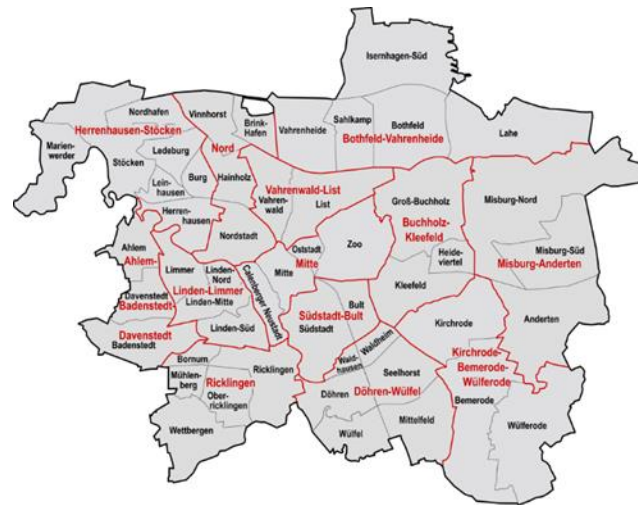 Isernhagen-Süd
Nordhafen
Vinnhorst
Brink-
Hafen
Vahrenheide
Sahlkamp
Bothfeld
Lahe
Herrenhausen-Stöcken
Nord
Bothfeld-Vahrenheide
Marien-
werder
Stöcken
Ledeburg
Lein-
hausen
Burg
Hainholz
Vahrenwald-List
Vahren-
wald
List
Groß-Buchholz
Misburg-Nord
Herren-
hausen
Nordstadt
Buchholz-
Kleefeld
Oststadt
Mitte
Mitte
Zoo
Heide-
viertel
Misburg-Süd
Misburg-Anderten
Ahlem
Ahlem-
Limmer
Linden-
Nord
Linden-Limmer
Linden-Mitte
Calenberger Neustadt
Kleefeld
Davenstedt
Badenstedt-
Davenstedt
Badenstedt
Linden-Süd
Bult
Südstadt-Bult
Südstadt
Kirchrode
Anderten
Bornum
Ricklingen
Wald-
hausen
Waldheim
Seelhorst
Kirchrode-
Bemerode-
Wülferode
Mühlen-
berg
Ricklingen
Ober-
ricklingen
Döhren
Döhren-Wülfel
Bemerode
Mittelfeld
Wettbergen
Wülfel
Wülferode